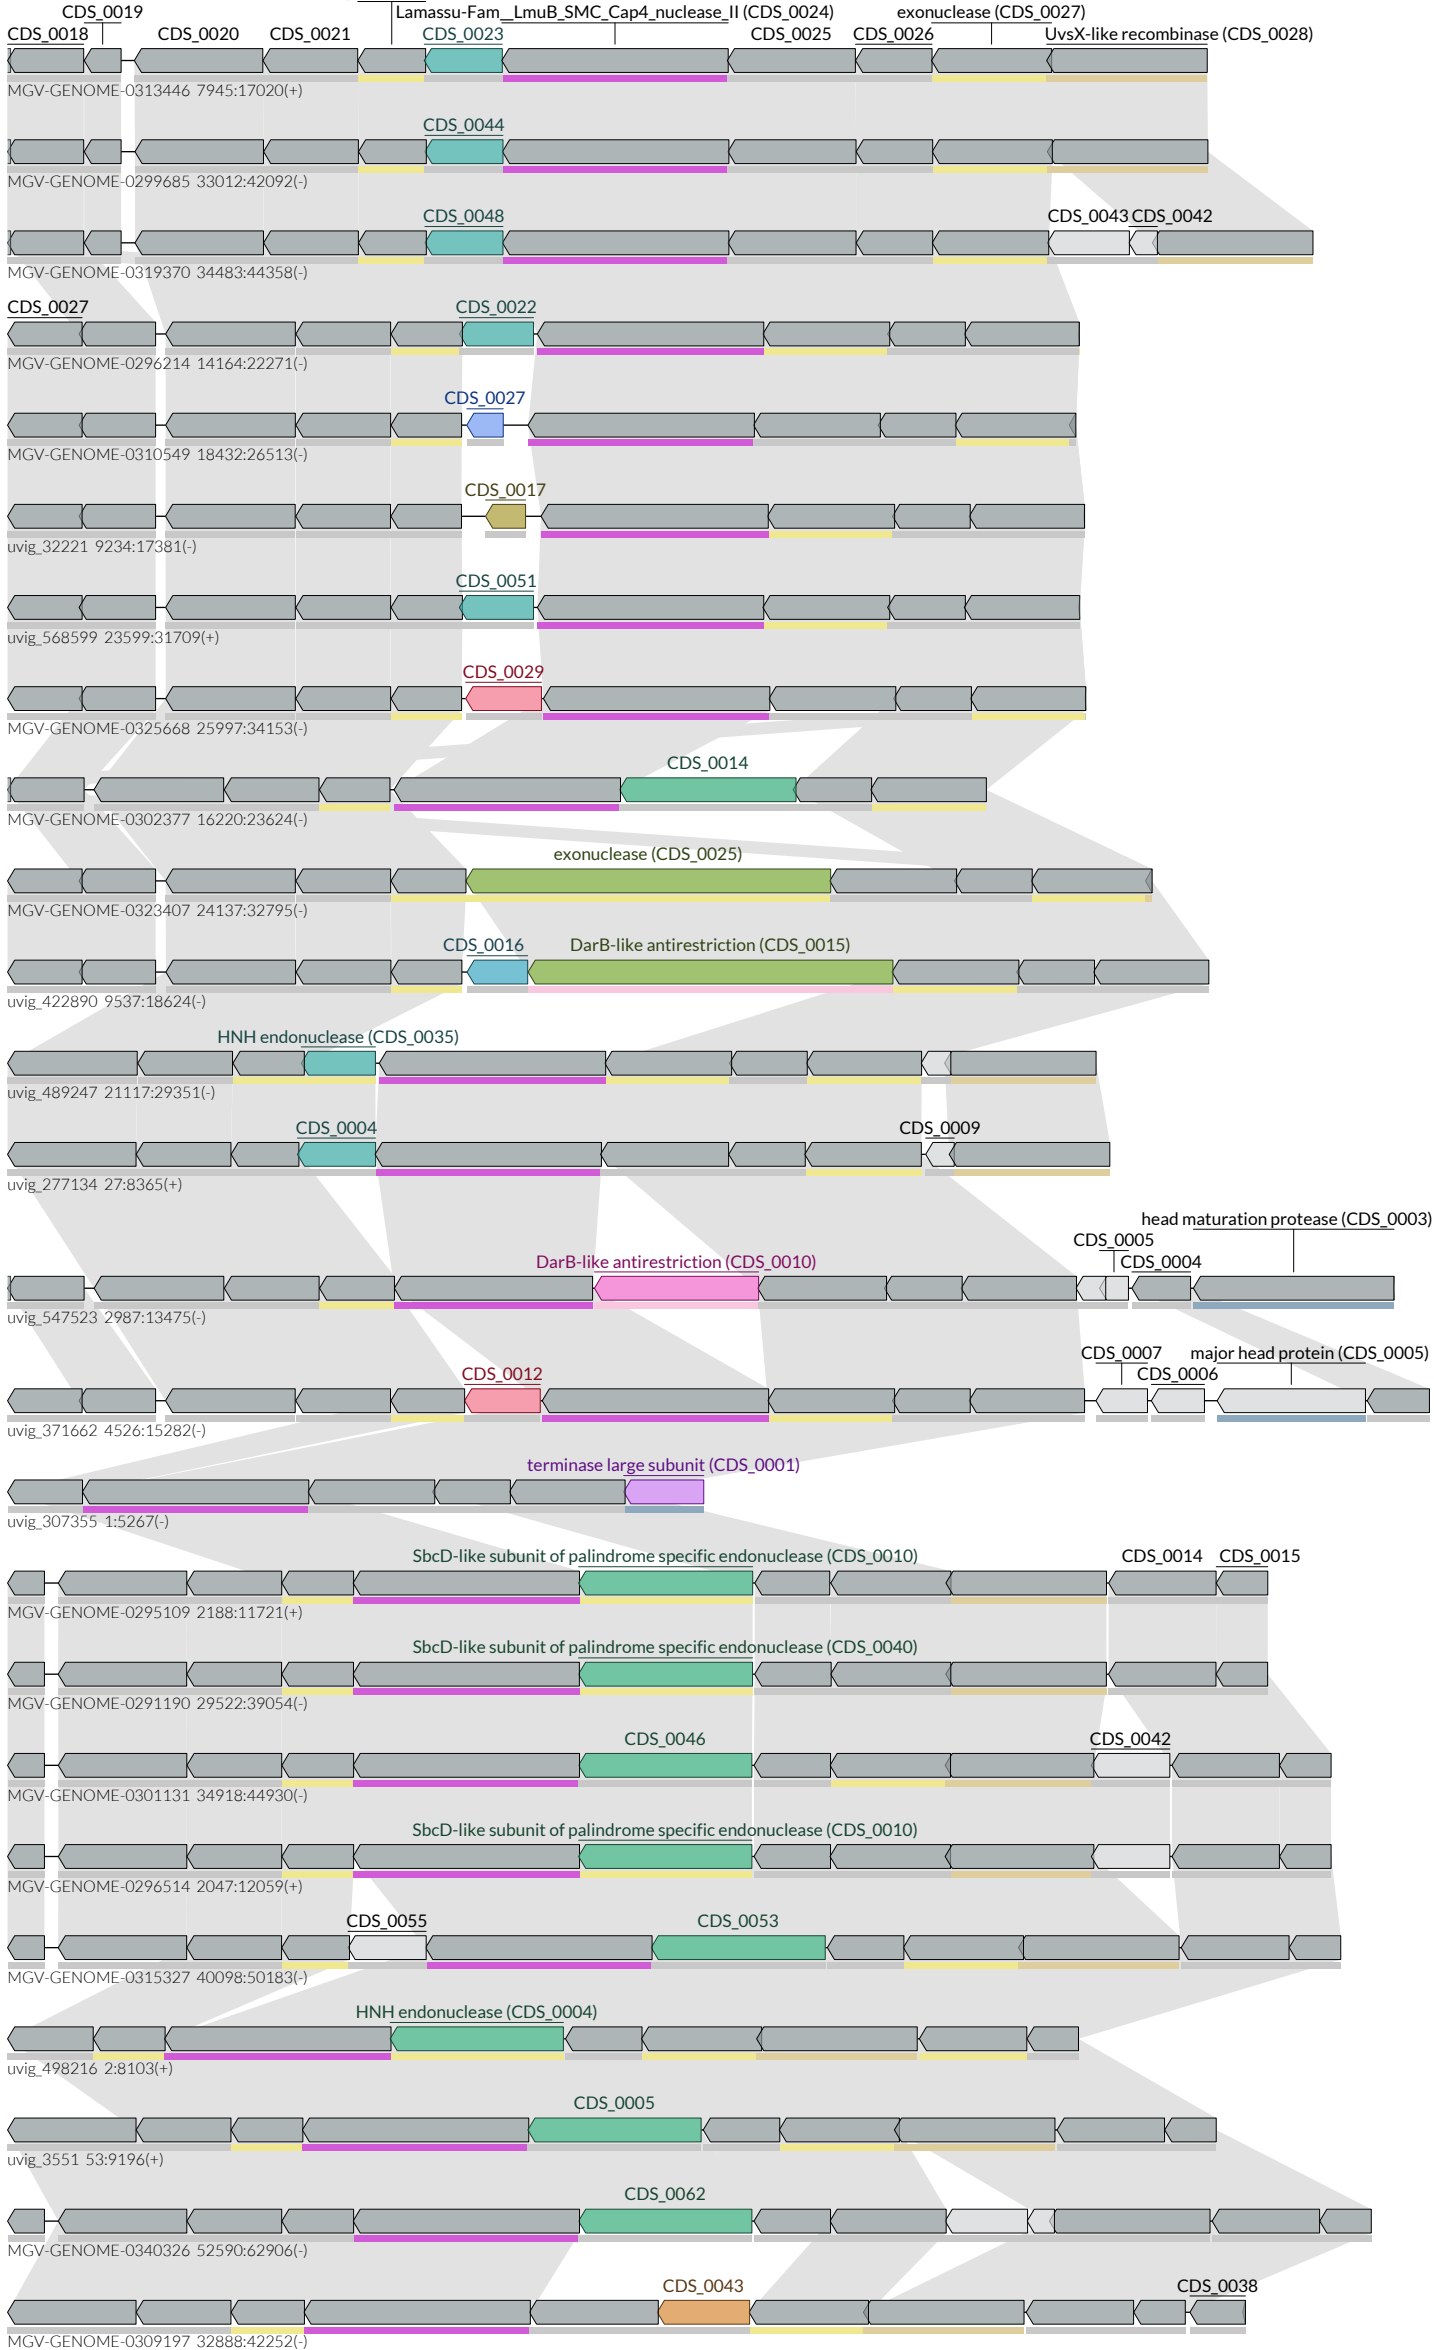 CDS_0019 Lamassu-Fam__LmuB_SMC_Cap4_nuclease_II (CDS_0024) exonuclease (CDS_0027)
CDS_0018 CDS_0020 CDS_0021 CDS_0023 CDS_0025 CDS_0026 UvsX-like recombinase (CDS_0028)
MGV-GENOME-0313446 7945:17020(+)
CDS_0044
MGV-GENOME-0299685 33012:42092(-)
CDS_0048 CDS_0043 CDS_0042
MGV-GENOME-0319370 34483:44358(-)
CDS_0027 CDS_0022
MGV-GENOME-0296214 14164:22271(-)
CDS_0027
MGV-GENOME-0310549 18432:26513(-)
CDS_0017
uvig_32221 9234:17381(-)
CDS_0051
uvig_568599 23599:31709(+)
CDS_0029
MGV-GENOME-0325668 25997:34153(-)
CDS_0014
MGV-GENOME-0302377 16220:23624(-)
exonuclease (CDS_0025)
MGV-GENOME-0323407 24137:32795(-)
CDS_0016 DarB-like antirestriction (CDS_0015)
uvig_422890 9537:18624(-)
HNH endonuclease (CDS_0035)
uvig_489247 21117:29351(-)
CDS_0004 CDS_0009
uvig_277134 27:8365(+)
head maturation protease (CDS_0003)
CDS_0005
DarB-like antirestriction (CDS_0010) CDS_0004
uvig_547523 2987:13475(-)
CDS_0007 major head protein (CDS_0005)
CDS_0012 CDS_0006
uvig_371662 4526:15282(-)
terminase large subunit (CDS_0001)
uvig_307355 1:5267(-)
SbcD-like subunit of palindrome specific endonuclease (CDS_0010) CDS_0014 CDS_0015
MGV-GENOME-0295109 2188:11721(+)
SbcD-like subunit of palindrome specific endonuclease (CDS_0040)
MGV-GENOME-0291190 29522:39054(-)
CDS_0046 CDS_0042
MGV-GENOME-0301131 34918:44930(-)
SbcD-like subunit of palindrome specific endonuclease (CDS_0010)
MGV-GENOME-0296514 2047:12059(+)
CDS_0055 CDS_0053
MGV-GENOME-0315327 40098:50183(-)
HNH endonuclease (CDS_0004)
uvig_498216 2:8103(+)
CDS_0005
uvig_3551 53:9196(+)
CDS_0062
MGV-GENOME-0340326 52590:62906(-)
CDS_0043 CDS_0038
MGV-GENOME-0309197 32888:42252(-)